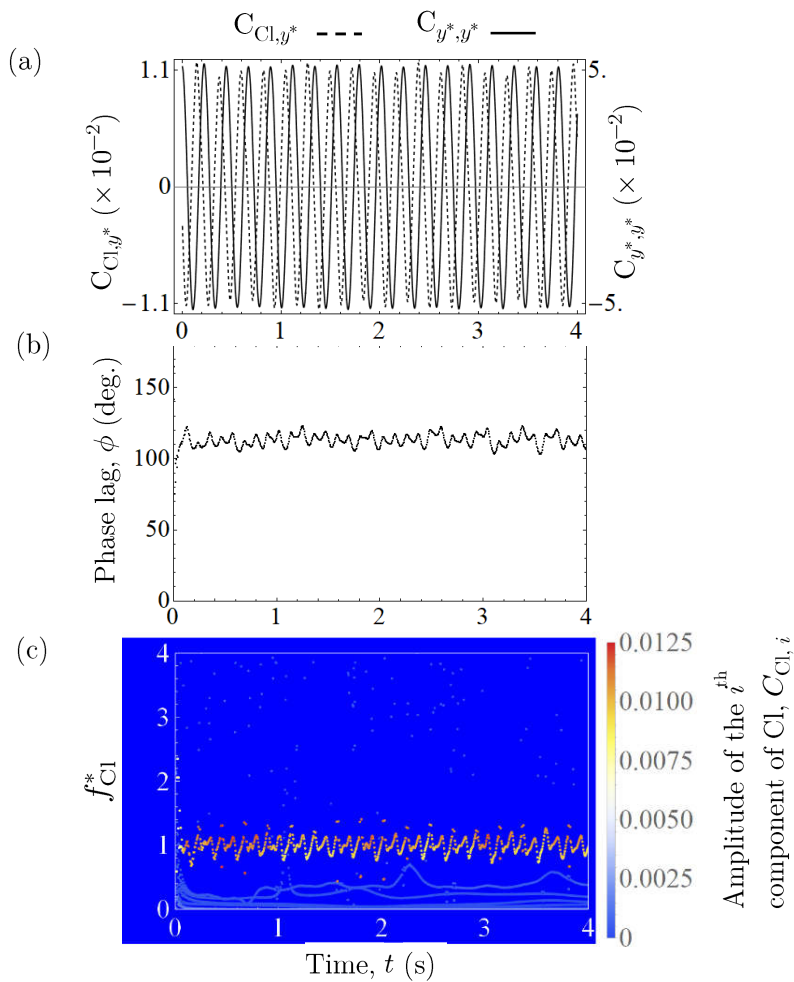 C_{Cl,y*} C_{y*,y*}
(a)
1.1
0
−1.1
C_{Cl,y*} (× 10^{−2})
5.
−5.
C_{y*,y*} (× 10^{−2})
0 1 2 3 4
(b)
150
100
50
0
Phase lag, ϕ (deg.)
0 1 2 3 4
(c)
4
3
2
1
0
f*_{Cl}
0 1 2 3 4
Time, t (s)
0.0125
0.0100
0.0075
0.0050
0.0025
0
Amplitude of the i^{th}
component of Cl, C_{Cl, i}